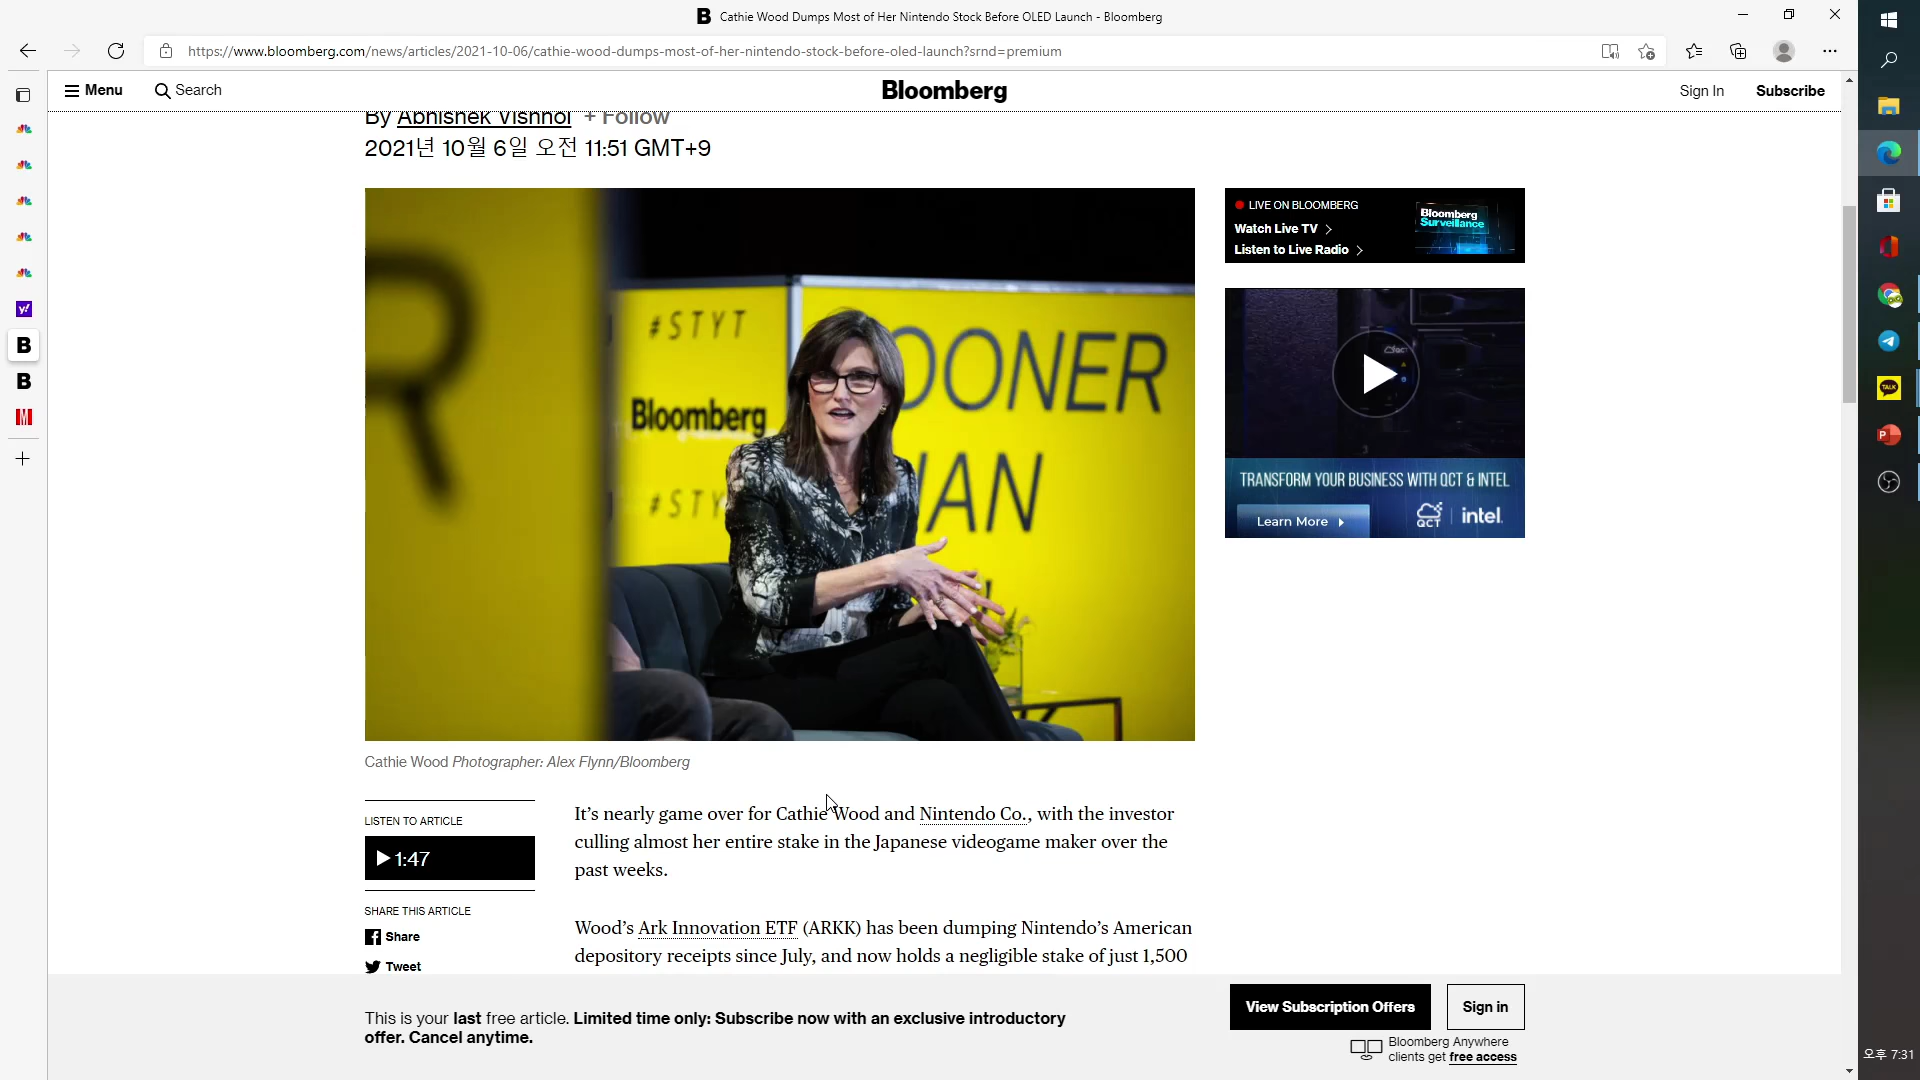 Cathie Wood Dumps Most of Her Nintendo Stock Before OLED Launch - Bloomberg
https://www.bloomberg.com/news/articles/2021-10-06/cathie-wood-dumps-most-of-her-nintendo-stock-before-oled-launch?srnd=premium
Menu
Search
Bloomberg
Sign In
Subscribe
By Abhishek Vishnoi + Follow
2021년 10월 6일 오전 11:51 GMT+9
R
#STYT
Bloomberg
#STY
OONER
IAN
LIVE ON BLOOMBERG
Watch Live TV
Listen to Live Radio
Bloomberg
Surveillance
TRANSFORM YOUR BUSINESS WITH QCT & INTEL
Learn More
QCT
intel.
Cathie Wood Photographer: Alex Flynn/Bloomberg
LISTEN TO ARTICLE
1:47
SHARE THIS ARTICLE
Share
Tweet
It’s nearly game over for Cathie Wood and Nintendo Co., with the investor
culling almost her entire stake in the Japanese videogame maker over the
past weeks.
Wood’s Ark Innovation ETF (ARKK) has been dumping Nintendo’s American
depository receipts since July, and now holds a negligible stake of just 1,500
This is your last free article. Limited time only: Subscribe now with an exclusive introductory
offer. Cancel anytime.
View Subscription Offers
Sign in
Bloomberg Anywhere
clients get free access
TALK
오후 7:31